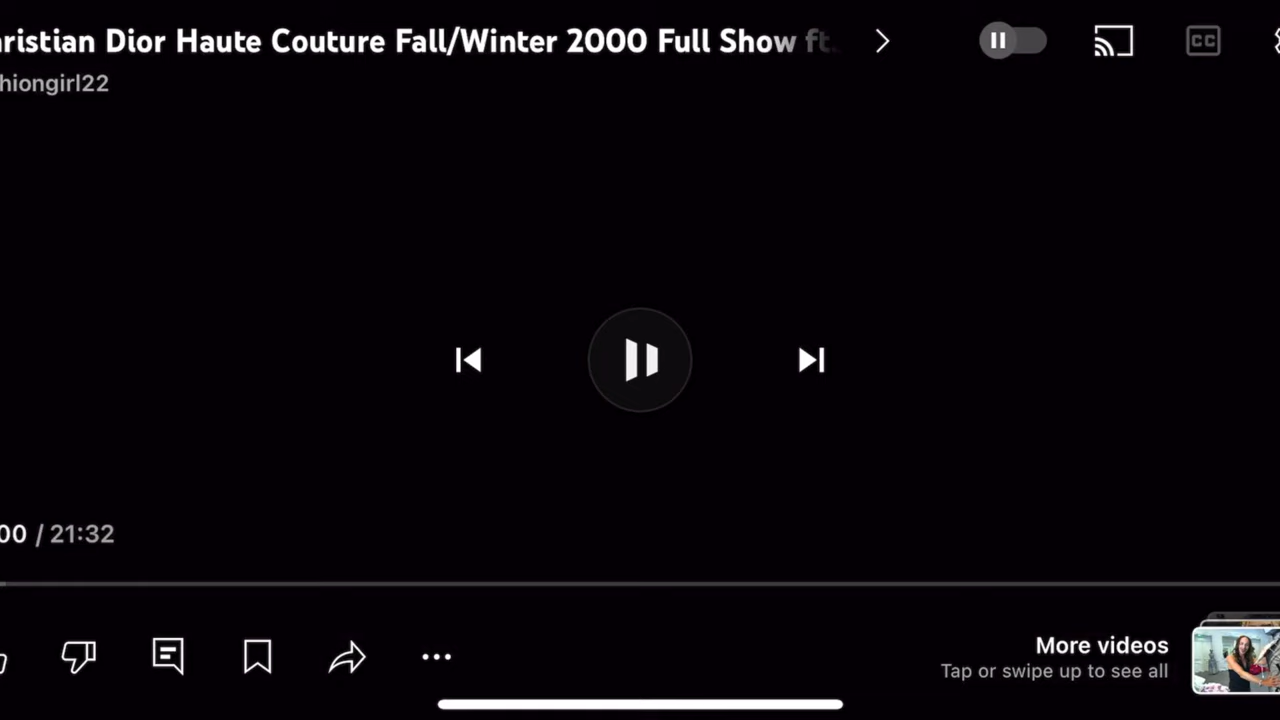 ristian Dior Haute Couture Fall/Winter 2000 Full Show ft.
CC
hiongirl22
00 / 21:32
More videos
Tap or swipe up to see all